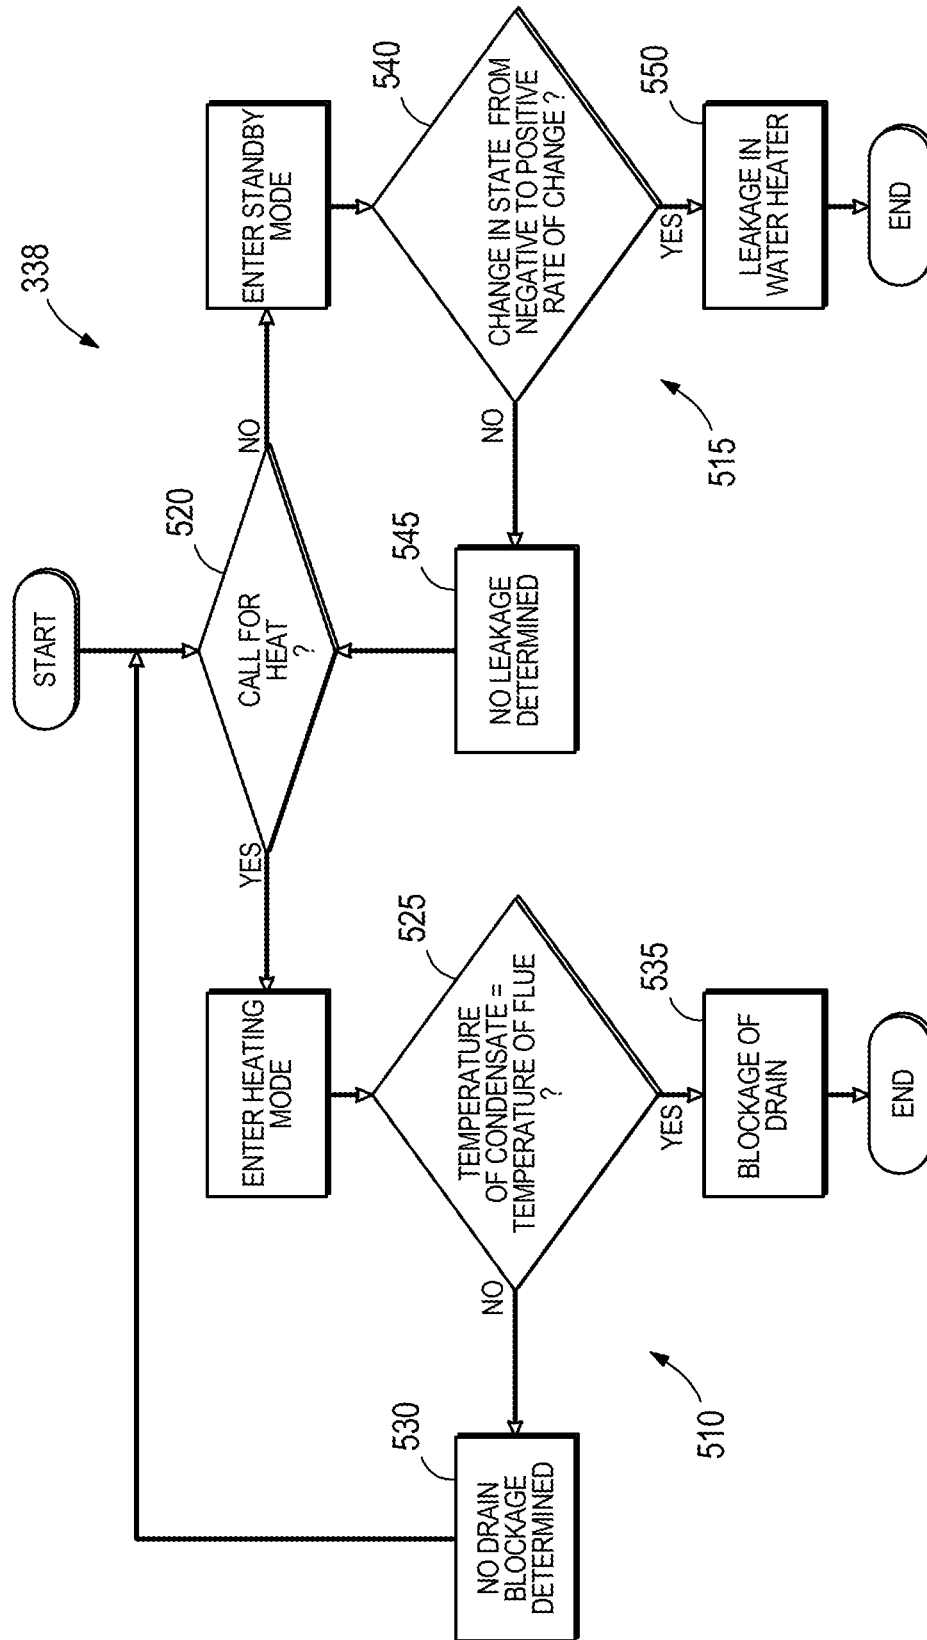 338
START
520
CALL FOR
HEAT
?
YES
NO
ENTER HEATING
MODE
525
TEMPERATURE
OF CONDENSATE =
TEMPERATURE OF FLUE
?
NO
YES
530
NO DRAIN
BLOCKAGE
DETERMINED
535
BLOCKAGE OF
DRAIN
END
510
ENTER STANDBY
MODE
540
CHANGE IN STATE FROM
NEGATIVE TO POSITIVE
RATE OF CHANGE ?
NO
YES
545
NO LEAKAGE
DETERMINED
550
LEAKAGE IN
WATER HEATER
END
515